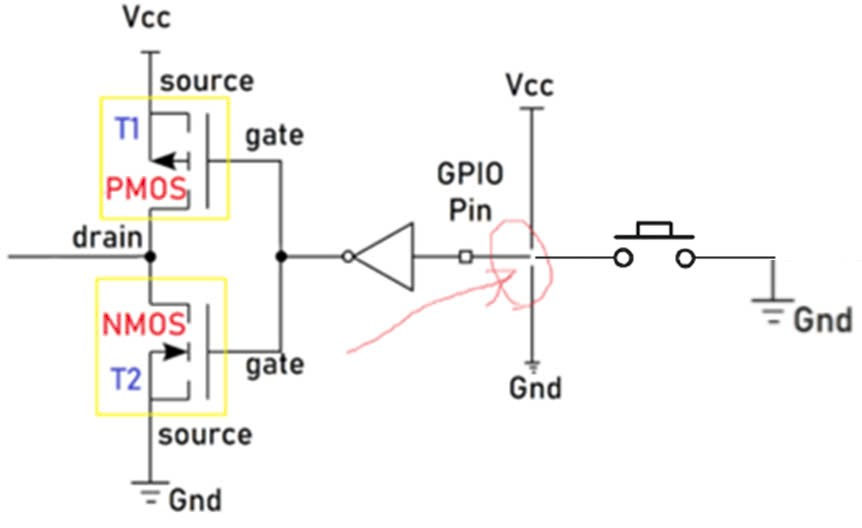 Vcc
source
T1
gate
PMOS
drain
NMOS
T2
gate
source
Gnd
GPIO
Pin
Vcc
Gnd
Gnd